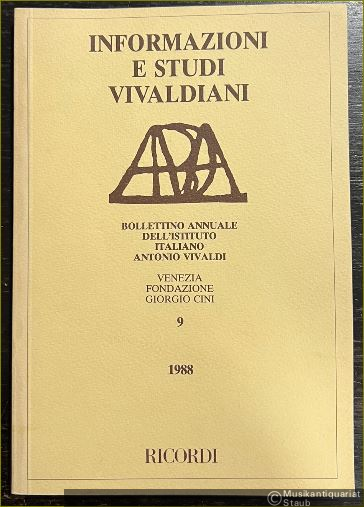 INFORMAZIONI
E STUDI
VIVALDIANI
BOLLETTINO ANNUALE
DELL'ISTITUTO
ITALIANO
ANTONIO VIVALDI
VENEZIA
FONDAZIONE
GIORGIO CINI
9
1988
RICORDI
©Musikantiquariat
Staub